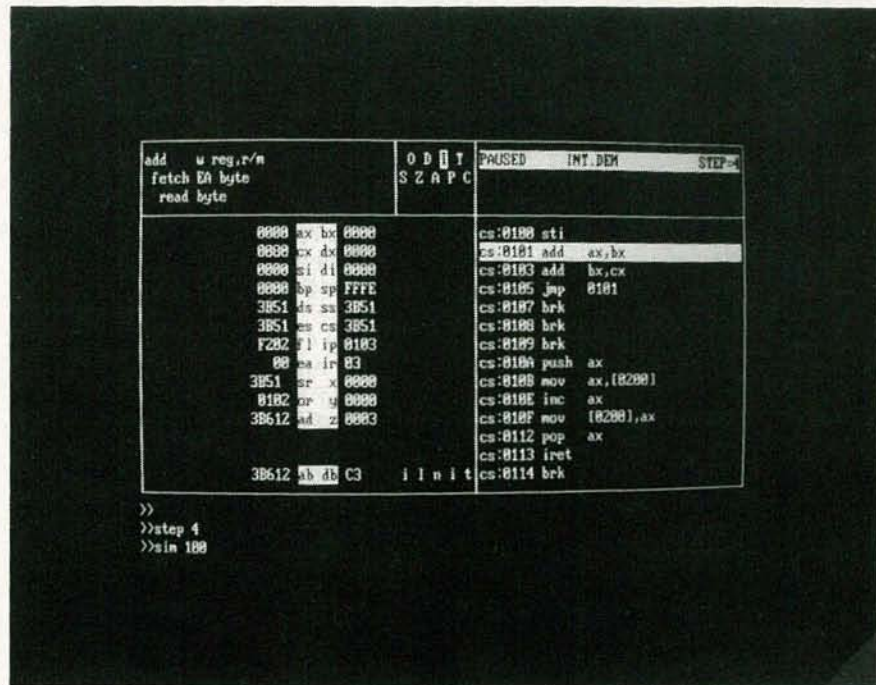 add w reg,r/m
fetch EA byte
read byte
O D I T
S Z A P C
PAUSED INT.DEM STEP=4
0000 ax bx 0000
0000 cx dx 0000
0000 si di 0000
0000 bp sp FFFE
3B51 ds ss 3B51
3B51 es cs 3B51
F202 fl ip 0103
00 ea ir 03
3B51 sr x 0000
0102 or y 0000
3B612 ad z 0003
3B612 ab db C3 i l n i t
cs:0100 sti
cs:0101 add ax,bx
cs:0103 add bx,cx
cs:0105 jmp 0101
cs:0107 brk
cs:0108 brk
cs:0109 brk
cs:010A push ax
cs:010B mov ax,[0200]
cs:010E inc ax
cs:010F mov [0200],ax
cs:0112 pop ax
cs:0113 iret
cs:0114 brk
>>
>>step 4
>>sim 100